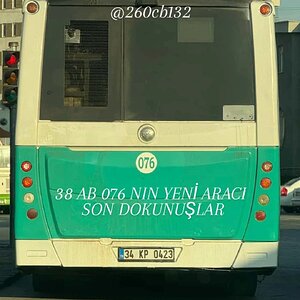 @260cb132
076
38 AB 076 NIN YENİ ARACI
SON DOKUNUŞLAR
34 KP 0423